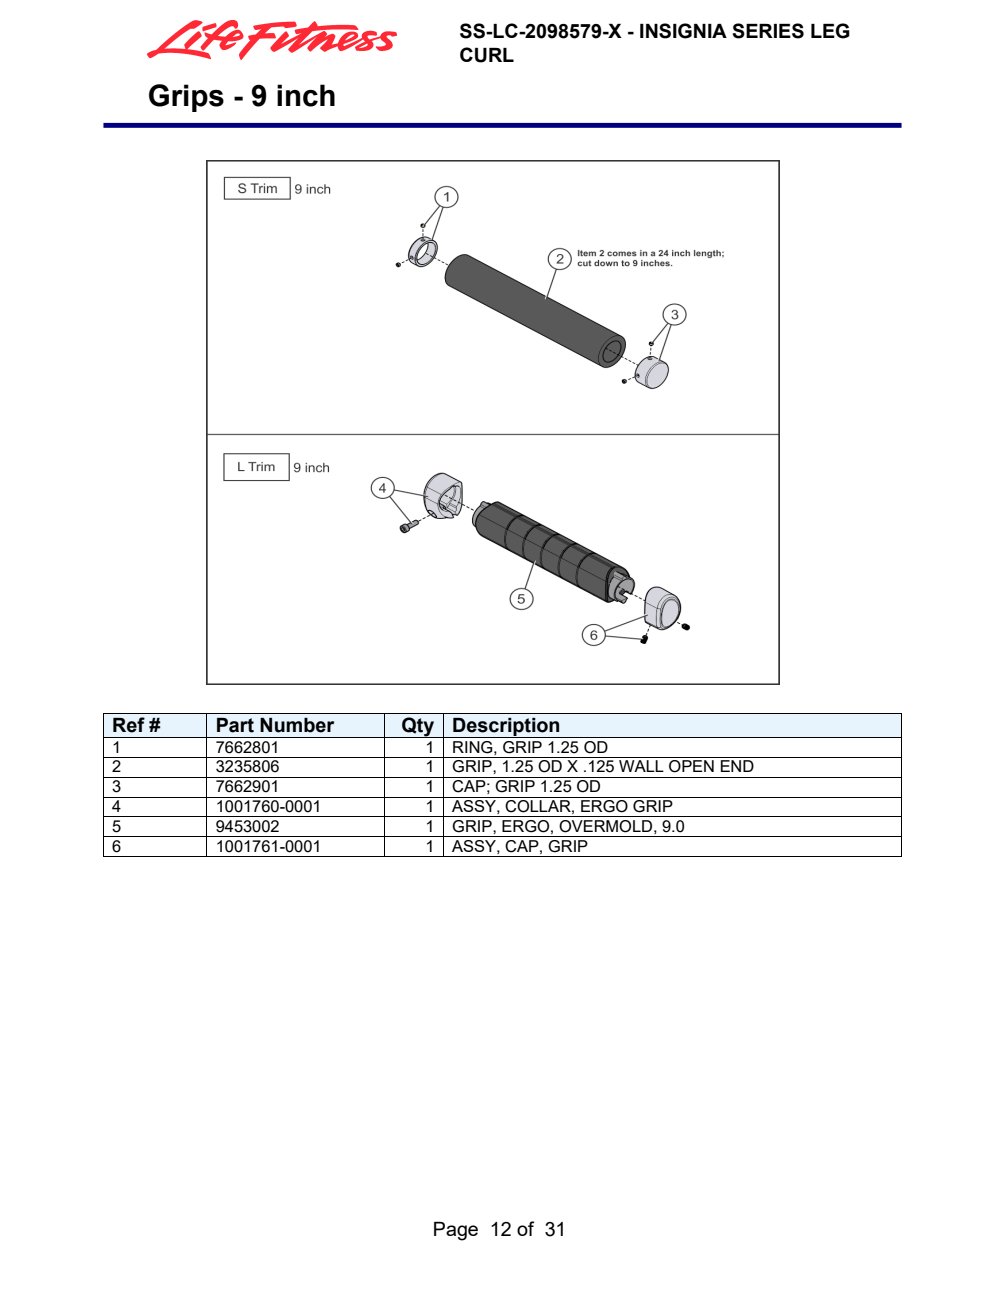 Life Fitness
SS-LC-2098579-X - INSIGNIA SERIES LEG
CURL
Grips - 9 inch
S Trim 9 inch
1
2 Item 2 comes in a 24 inch length;
cut down to 9 inches.
3
L Trim 9 inch
4
5
6
Ref # Part Number Qty Description
1 7662801 1 RING, GRIP 1.25 OD
2 3235806 1 GRIP, 1.25 OD X .125 WALL OPEN END
3 7662901 1 CAP; GRIP 1.25 OD
4 1001760-0001 1 ASSY, COLLAR, ERGO GRIP
5 9453002 1 GRIP, ERGO, OVERMOLD, 9.0
6 1001761-0001 1 ASSY, CAP, GRIP
Page 12 of 31